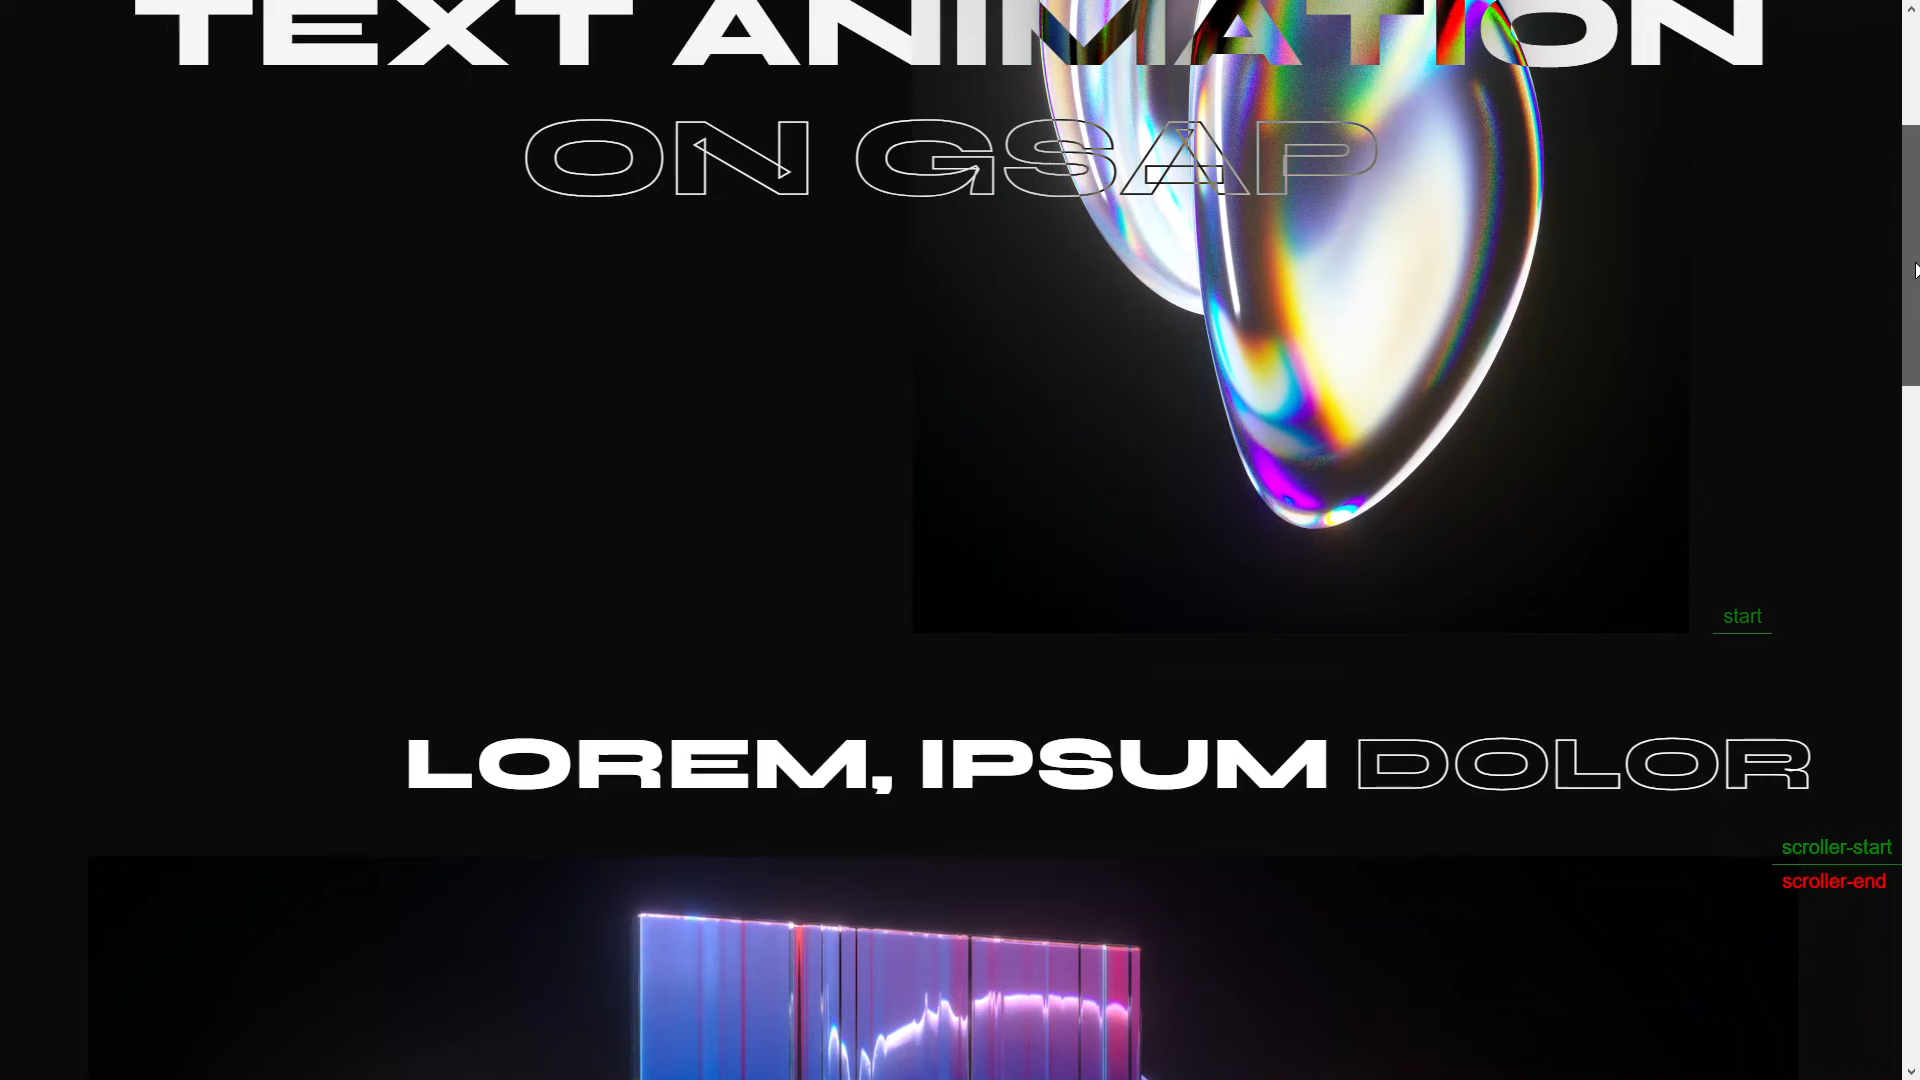 TEXT ANIMATION
ON GSAP
start
LOREM, IPSUM DOLOR
scroller-start
scroller-end